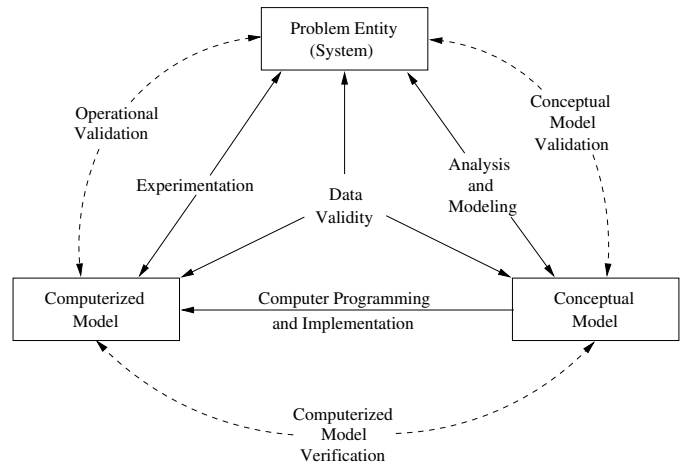 Problem Entity
(System)
Operational
Validation
Conceptual
Model
Validation
Experimentation
Analysis
and
Modeling
Data
Validity
Computerized
Model
Computer Programming
and Implementation
Conceptual
Model
Computerized
Model
Verification